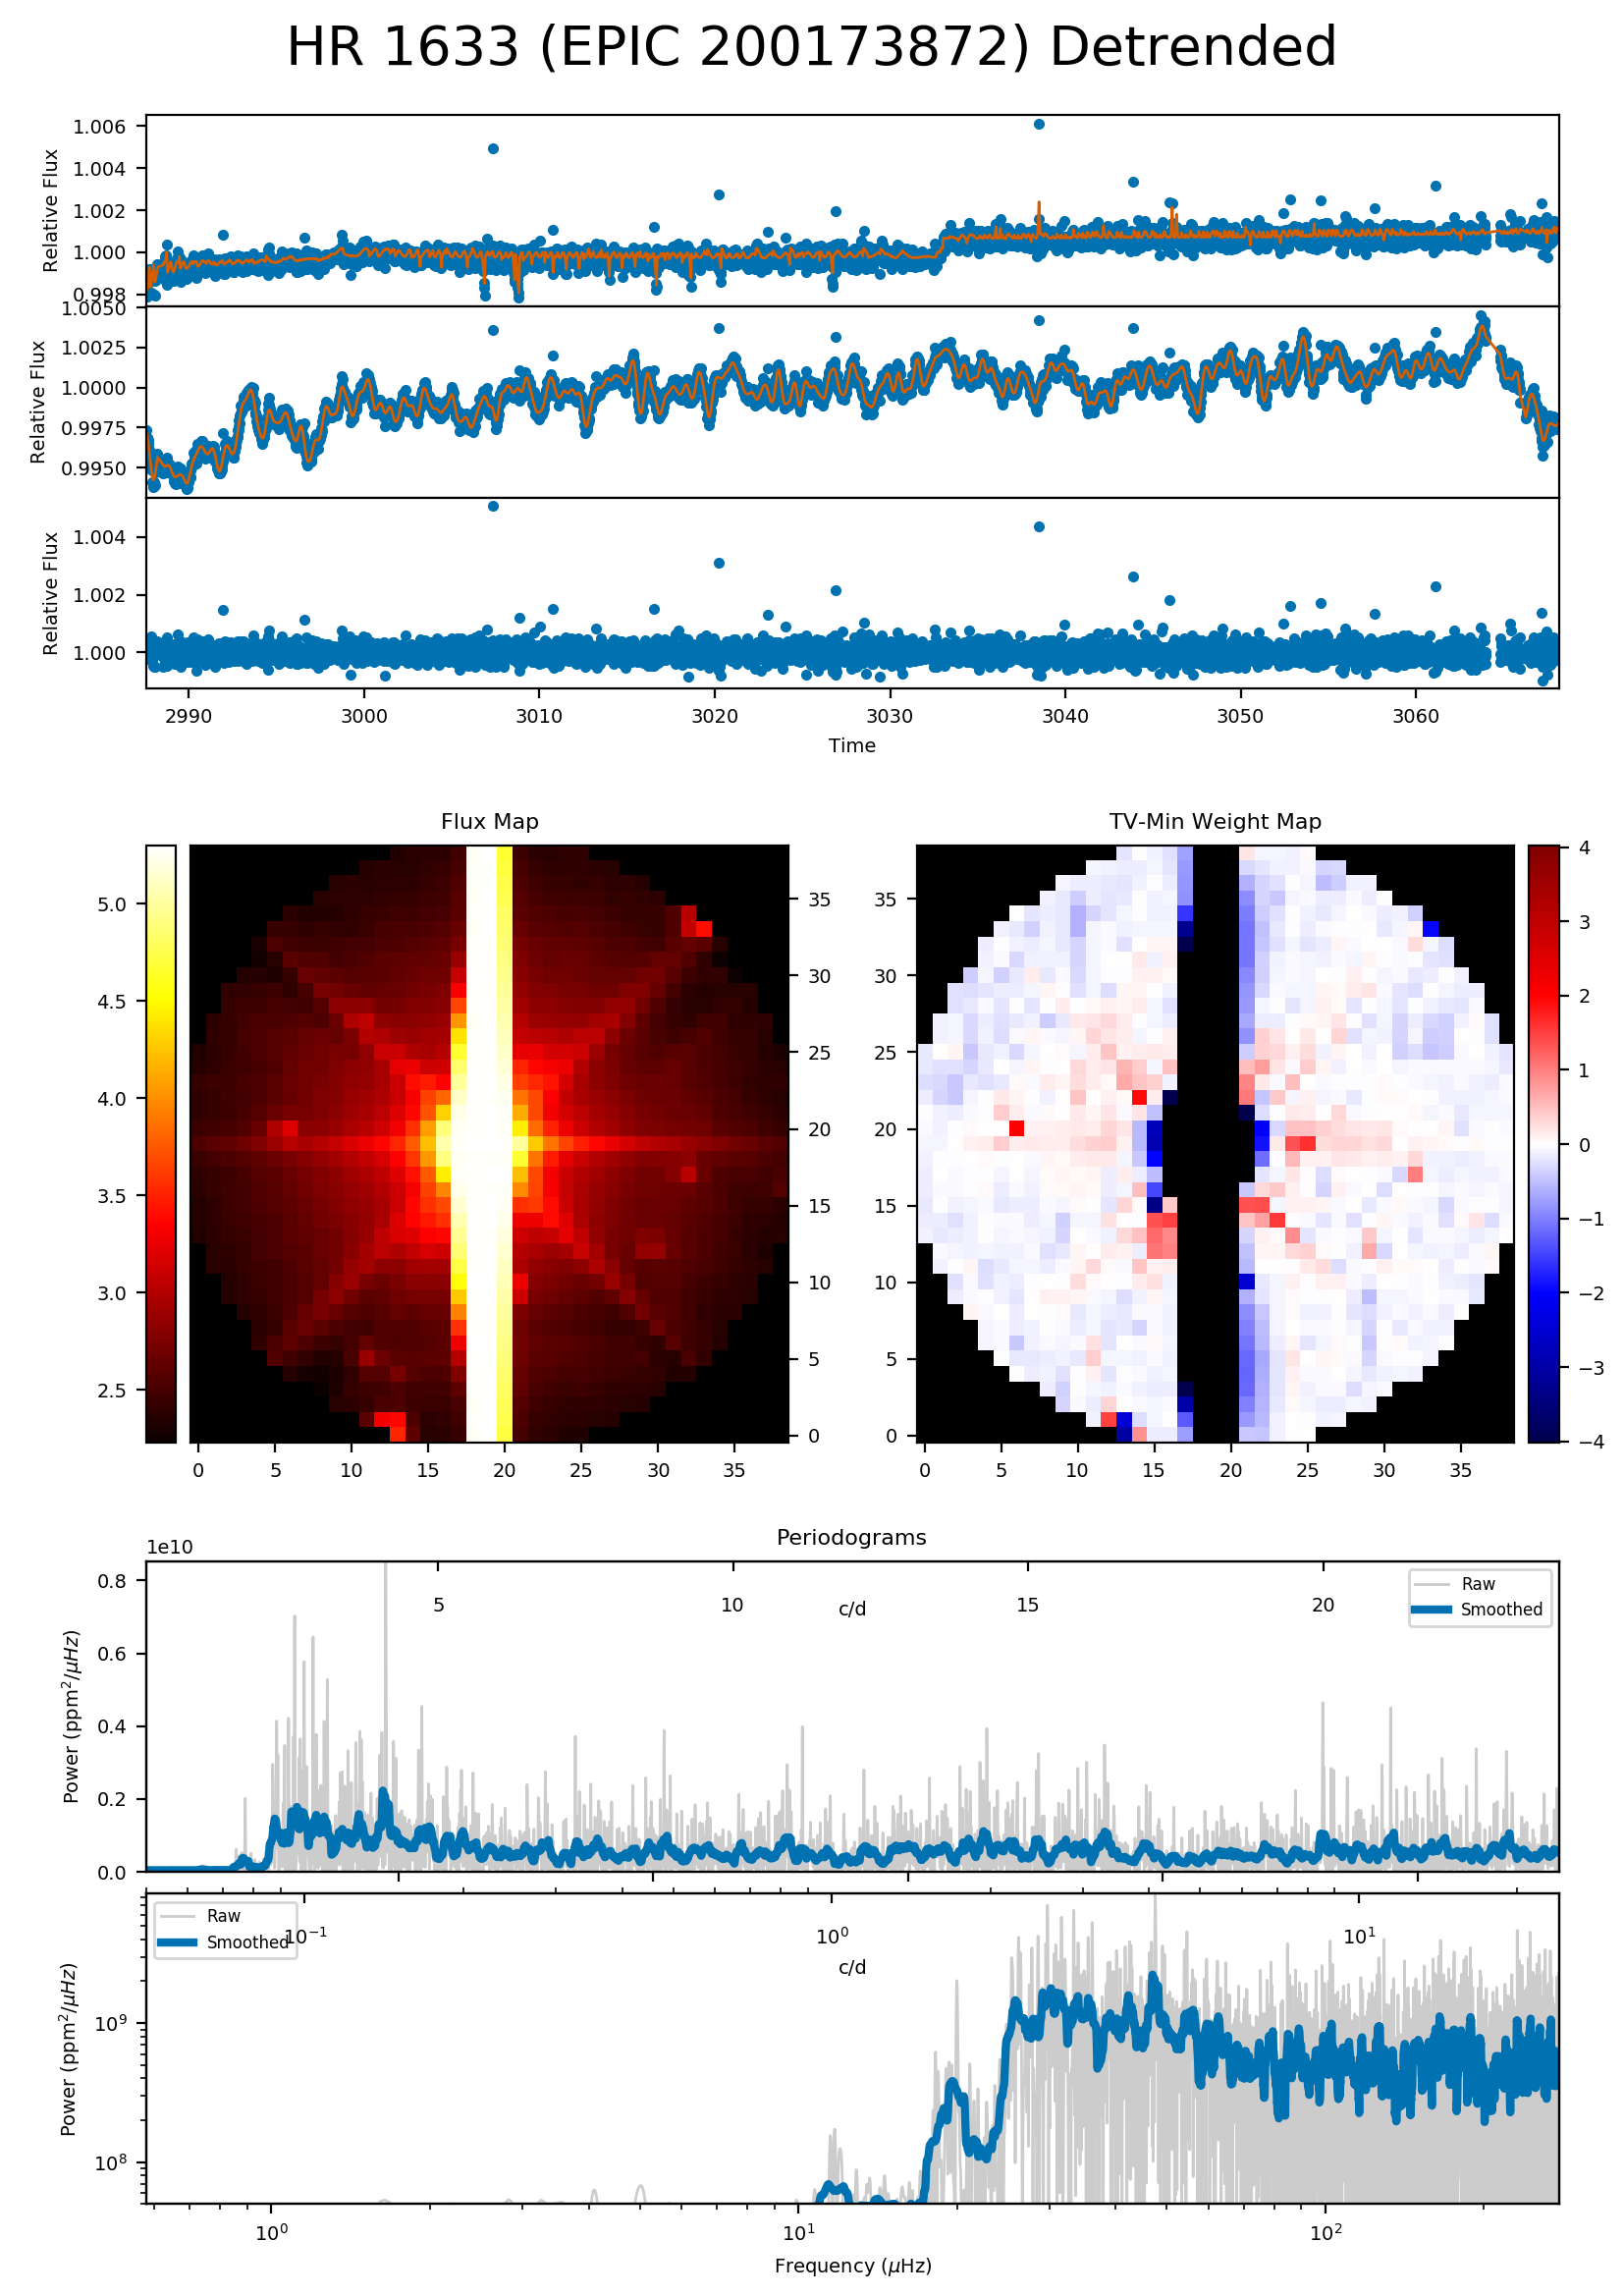 HR 1633 (EPIC 200173872) Detrended
1.006
1.004
1.002
1.000
0.998
Relative Flux
1.0050
1.0025
1.0000
0.9975
0.9950
Relative Flux
1.004
1.002
1.000
Relative Flux
2990 3000 3010 3020 3030 3040 3050 3060
Time
Flux Map
5.0
4.5
4.0
3.5
3.0
2.5
35
30
25
20
15
10
5
0
0 5 10 15 20 25 30 35
TV-Min Weight Map
35
30
25
20
15
10
5
0
0 5 10 15 20 25 30 35
4
3
2
1
0
−1
−2
−3
−4
Periodograms
1e10
0.8
0.6
0.4
0.2
0.0
Power (ppm²/μHz)
5 10 15 20
c/d
Raw
Smoothed
Raw
Smoothed
10⁻¹ 10⁰ 10¹
c/d
10⁹
10⁸
Power (ppm²/μHz)
10⁰ 10¹ 10²
Frequency (μHz)